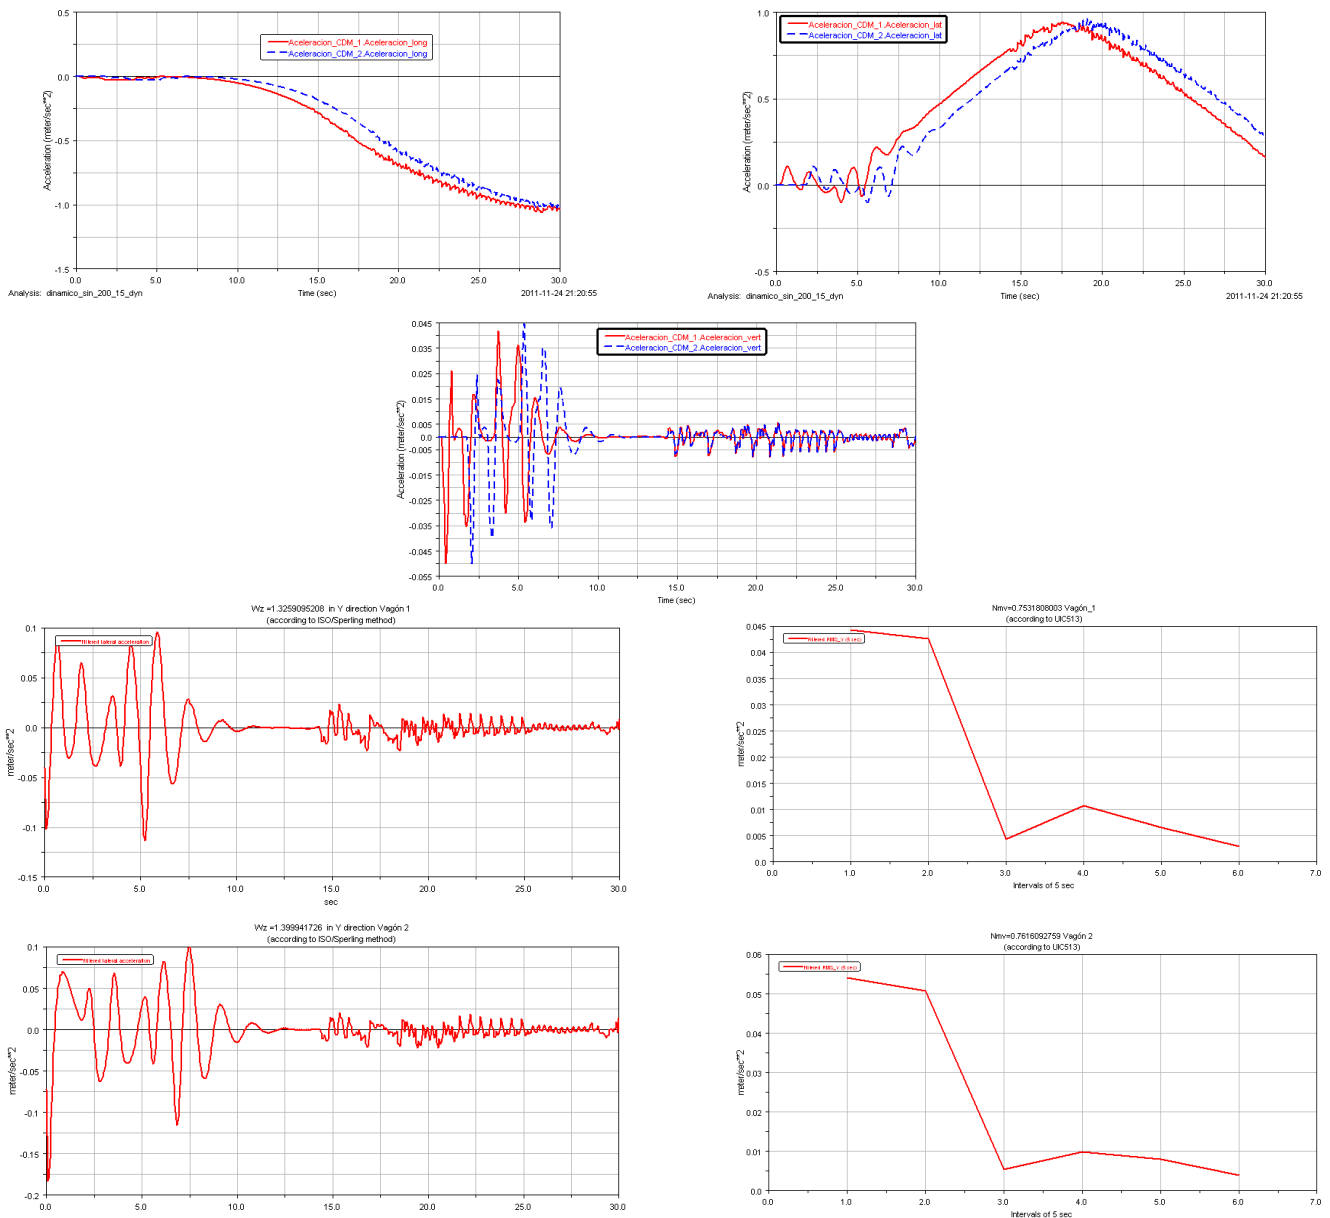 Aceleracion_CDM_1.Aceleracion_long
Aceleracion_CDM_2.Aceleracion_long
Acceleration (meter/sec**2)
0.5
0.0
-0.5
-1.0
-1.5
0.0 5.0 10.0 15.0 20.0 25.0 30.0
Analysis: dinamico_sin_200_15_dyn
Time (sec)
2011-11-24 21:20:55
Aceleracion_CDM_1.Aceleracion_lat
Aceleracion_CDM_2.Aceleracion_lat
Acceleration (meter/sec**2)
1.0
0.5
0.0
-0.5
0.0 5.0 10.0 15.0 20.0 25.0 30.0
Analysis: dinamico_sin_200_15_dyn
Time (sec)
2011-11-24 21:20:55
Aceleracion_CDM_1.Aceleracion_vert
Aceleracion_CDM_2.Aceleracion_vert
Acceleration (meter/sec**2)
0.045
0.035
0.025
0.015
0.005
0.0
-0.005
-0.015
-0.025
-0.035
-0.045
-0.055
0.0 5.0 10.0 15.0 20.0 25.0 30.0
Time (sec)
Wz =1.3259095208 in Y direction Vagón 1
(according to ISO/Sperling method)
filtered lateral acceleration
meter/sec**2
0.1
0.05
0.0
-0.05
-0.1
-0.15
0.0 5.0 10.0 15.0 20.0 25.0 30.0
sec
Nmv=0.7531808003 Vagón_1
(according to UIC513)
filtered RMS_Y (5 sec)
meter/sec**2
0.045
0.04
0.035
0.03
0.025
0.02
0.015
0.01
0.005
0.0
0.0 1.0 2.0 3.0 4.0 5.0 6.0 7.0
Intervals of 5 sec
Wz =1.399941726 in Y direction Vagón 2
(according to ISO/Sperling method)
filtered lateral acceleration
meter/sec**2
0.1
0.05
0.0
-0.05
-0.1
-0.15
-0.2
0.0 5.0 10.0 15.0 20.0 25.0 30.0
sec
Nmv=0.7616092759 Vagón 2
(according to UIC513)
filtered RMS_Y (5 sec)
meter/sec**2
0.06
0.05
0.04
0.03
0.02
0.01
0.0
0.0 1.0 2.0 3.0 4.0 5.0 6.0 7.0
Intervals of 5 sec